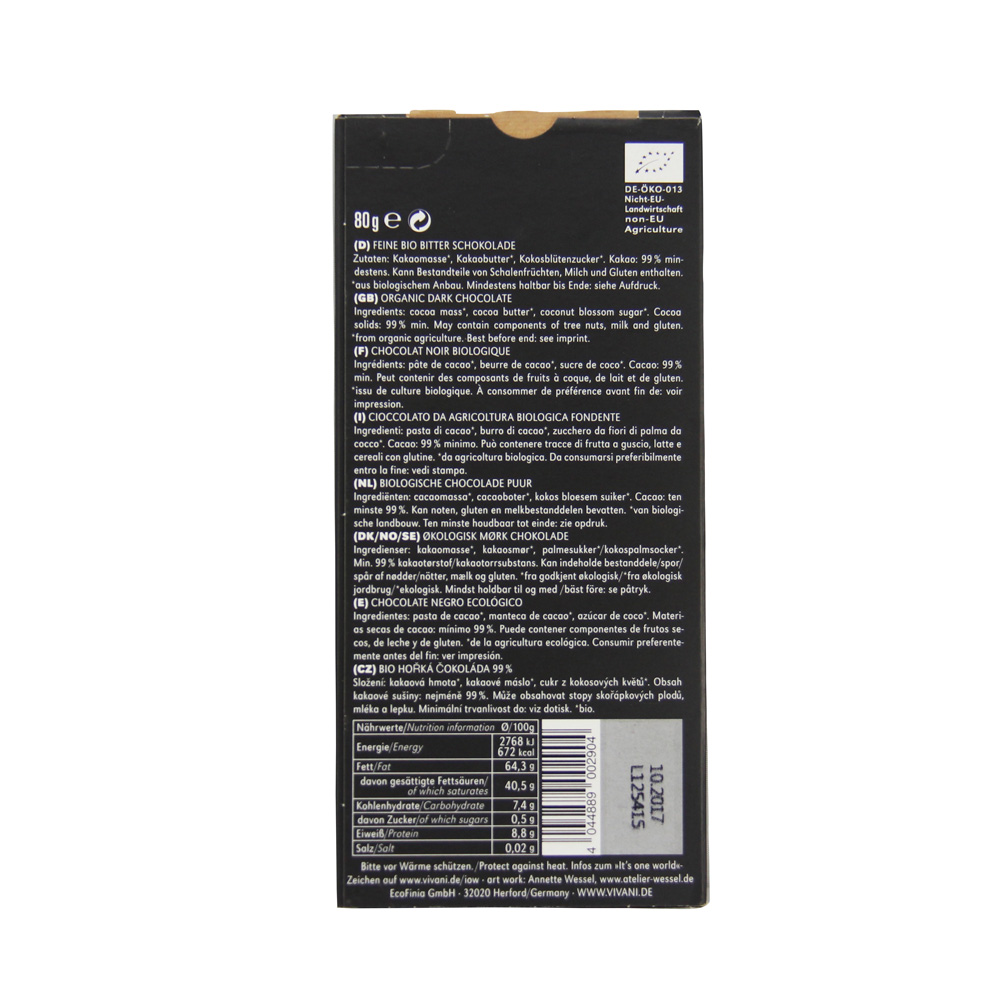 DE-ÖKO-013
Nicht-EU-
Landwirtschaft
non-EU
Agriculture
80g e
(D) FEINE BIO BITTER SCHOKOLADE
Zutaten: Kakaomasse*, Kakaobutter*, Kokosblütenzucker*. Kakao: 99% min-
destens. Kann Bestandteile von Schalenfrüchten, Milch und Gluten enthalten.
*aus biologischem Anbau. Mindestens haltbar bis Ende: siehe Aufdruck.
(GB) ORGANIC DARK CHOCOLATE
Ingredients: cocoa mass*, cocoa butter*, coconut blossom sugar*. Cocoa
solids: 99% min. May contain components of tree nuts, milk and gluten.
*from organic agriculture. Best before end: see imprint.
(F) CHOCOLAT NOIR BIOLOGIQUE
Ingrédients: pâte de cacao*, beurre de cacao*, sucre de coco*. Cacao: 99%
min. Peut contenir des composants de fruits à coque, de lait et de gluten.
*issu de culture biologique. À consommer de préférence avant fin de: voir
impression.
(I) CIOCCOLATO DA AGRICOLTURA BIOLOGICA FONDENTE
Ingredienti: pasta di cacao*, burro di cacao*, zucchero da fiori di palma da
cocco*. Cacao: 99% minimo. Può contenere tracce di frutta a guscio, latte e
cereali con glutine. *da agricoltura biologica. Da consumarsi preferibilmente
entro la fine: vedi stampa.
(NL) BIOLOGISCHE CHOCOLADE PUUR
Ingrediënten: cacaomassa*, cacaoboter*, kokos bloesem suiker*. Cacao: ten
minste 99%. Kan noten, gluten en melkbestanddelen bevatten. *van biologi-
sche landbouw. Ten minste houdbaar tot einde: zie opdruk.
(DK/NO/SE) ØKOLOGISK MØRK CHOKOLADE
Ingredienser: kakaomasse*, kakaosmør*, palmesukker*/kokospalmsocker*.
Min. 99% kakaotørstof/kakaotorrsubstans. Kan indeholde bestanddele/spor/
spår af nødder/nötter, mælk og gluten. *fra godkjent økologisk/*fra økologisk
jordbrug/*ekologisk. Mindst holdbar til og med /bäst före: se påtryk.
(E) CHOCOLATE NEGRO ECOLÓGICO
Ingredientes: pasta de cacao*, manteca de cacao*, azúcar de coco*. Materi-
as secas de cacao: mínimo 99%. Puede contener componentes de frutos se-
cos, de leche y de gluten. *de la agricultura ecológica. Consumir preferente-
mente antes del fin: ver impresión.
(CZ) BIO HOŘKÁ ČOKOLÁDA 99%
Složení: kakaová hmota*, kakaové máslo*, cukr z kokosových květů*. Obsah
kakaové sušiny: nejméně 99%. Může obsahovat stopy skořápkových plodů,
mléka a lepku. Minimální trvanlivost do: viz dotisk. *bio.
Nährwerte/Nutrition information Ø/100g
Energie/Energy 2768 kJ
672 kcal
Fett/Fat 64,3 g
davon gesättigte Fettsäuren/
of which saturates 40,5 g
Kohlenhydrate/Carbohydrate 7,4 g
davon Zucker/of which sugars 0,5 g
Eiweiß/Protein 8,8 g
Salz/Salt 0,02 g
4 044889 002904
10.2017
L125415
Bitte vor Wärme schützen./Protect against heat. Infos zum »It's one world«-
Zeichen auf www.vivani.de/iow · art work: Annette Wessel, www.atelier-wessel.de
EcoFinia GmbH · 32020 Herford/Germany · WWW.VIVANI.DE